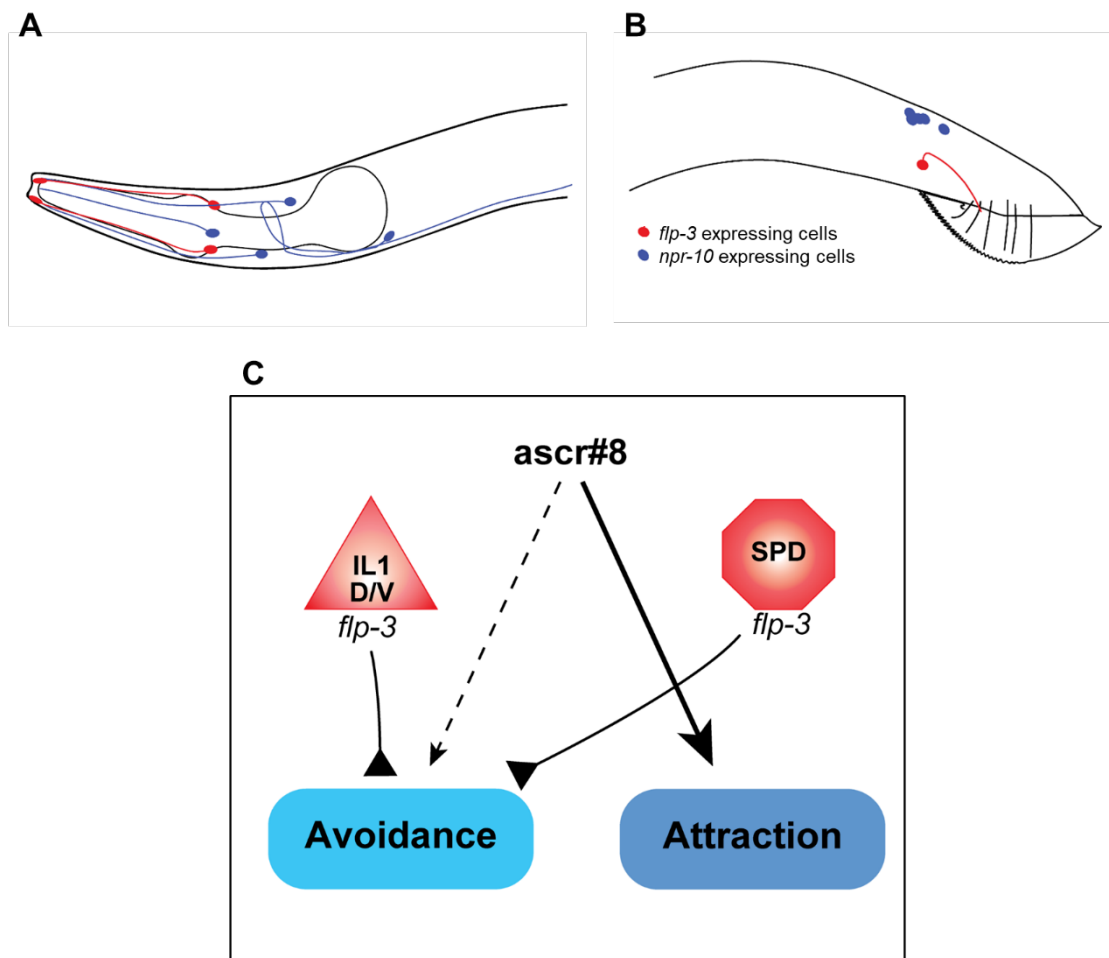 A
B
flp-3 expressing cells
npr-10 expressing cells
C
ascr#8
IL1
D/V
flp-3
SPD
flp-3
Avoidance
Attraction